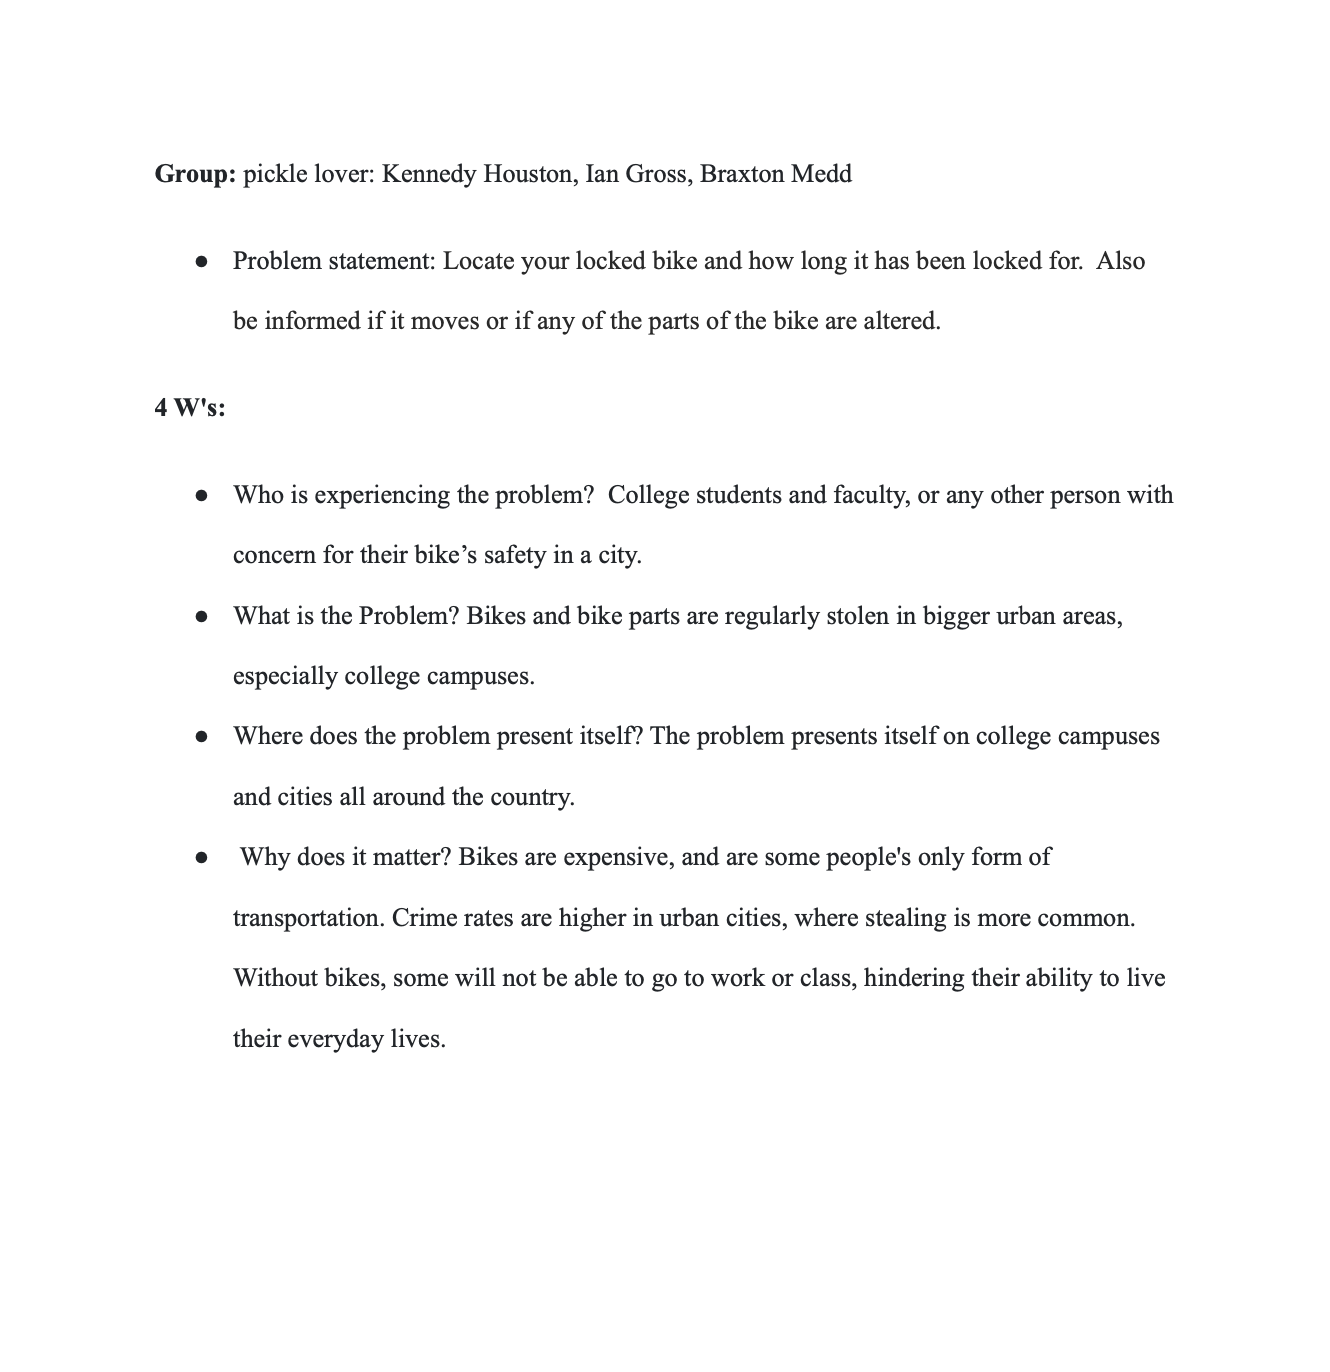 Group: pickle lover: Kennedy Houston, Ian Gross, Braxton Medd
● Problem statement: Locate your locked bike and how long it has been locked for.  Also
be informed if it moves or if any of the parts of the bike are altered.
4 W's:
● Who is experiencing the problem?  College students and faculty, or any other person with
concern for their bike’s safety in a city.
● What is the Problem? Bikes and bike parts are regularly stolen in bigger urban areas,
especially college campuses.
● Where does the problem present itself? The problem presents itself on college campuses
and cities all around the country.
●  Why does it matter? Bikes are expensive, and are some people's only form of
transportation. Crime rates are higher in urban cities, where stealing is more common.
Without bikes, some will not be able to go to work or class, hindering their ability to live
their everyday lives.